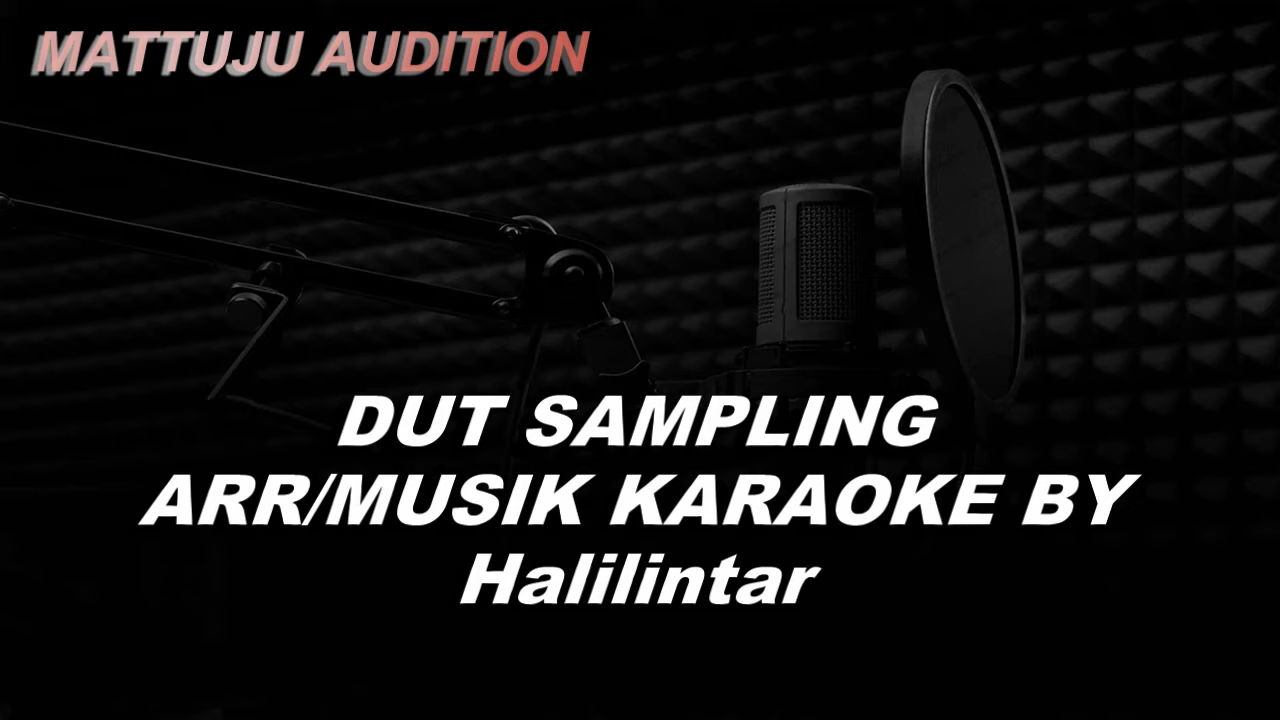 MATTUJU AUDITION
DUT SAMPLING
ARR/MUSIK KARAOKE BY
Halilintar